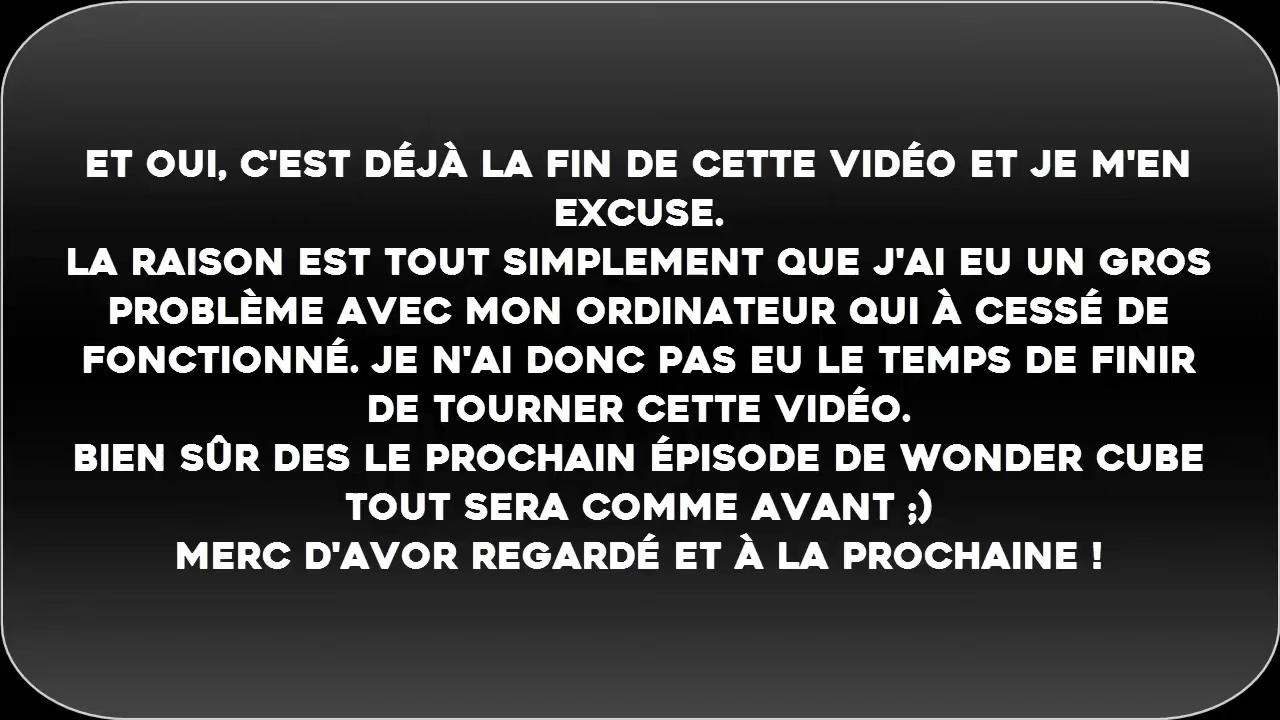 ET OUI, C'EST DÉJÀ LA FIN DE CETTE VIDÉO ET JE M'EN
EXCUSE.
LA RAISON EST TOUT SIMPLEMENT QUE J'AI EU UN GROS
PROBLÈME AVEC MON ORDINATEUR QUI À CESSÉ DE
FONCTIONNÉ. JE N'AI DONC PAS EU LE TEMPS DE FINIR
DE TOURNER CETTE VIDÉO.
BIEN SÛR DES LE PROCHAIN ÉPISODE DE WONDER CUBE
TOUT SERA COMME AVANT ;)
MERC D'AVOR REGARDÉ ET À LA PROCHAINE !